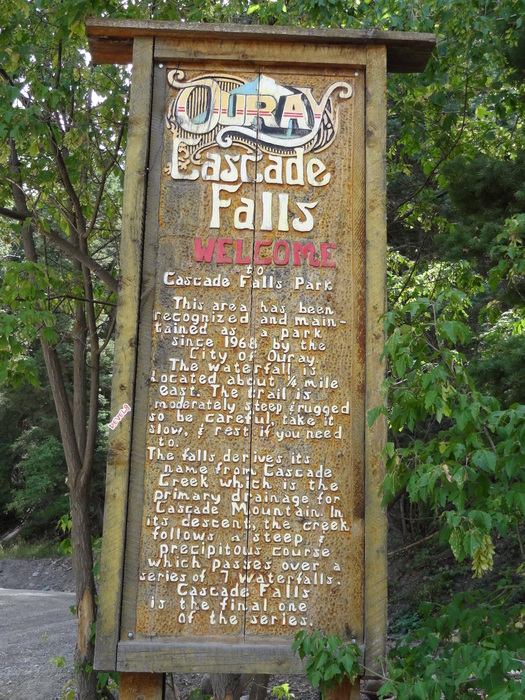 OURAY
Cascade
Falls
WELCOME
to
Cascade Falls Park
This area has been
recognized and main-
tained as a park
since 1968 by the
City of Ouray.
The waterfall is
located about ¼ mile
east. The trail is
moderately steep & rugged
so be careful, take it
slow, & rest if you need
to.
The falls derives its
name from Cascade
Creek which is the
primary drainage for
Cascade Mountain. In
its descent, the creek
follows a steep &
precipitous course
which passes over a
series of 7 waterfalls.
Cascade Falls
is the final one
of the series.